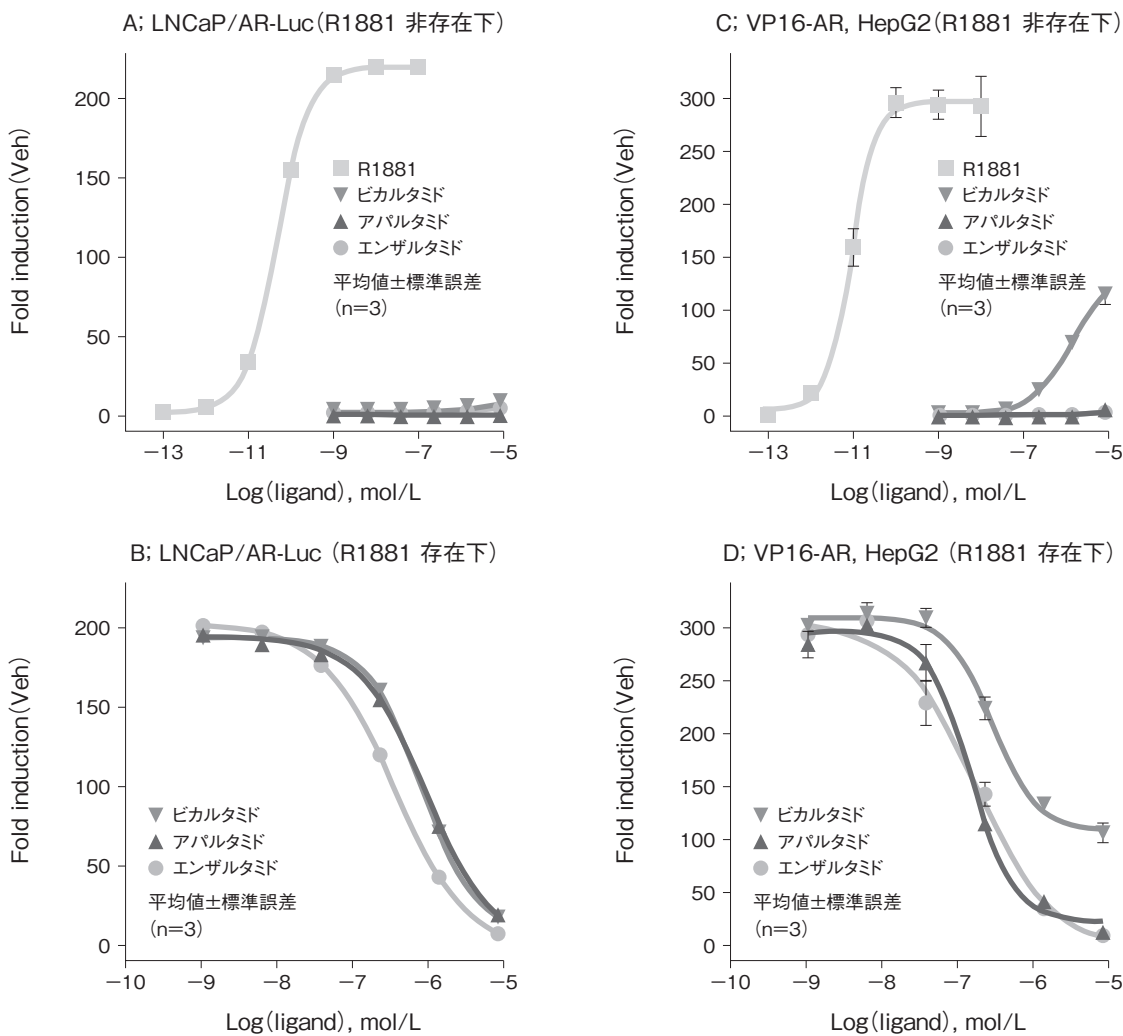 A; LNCaP/AR-Luc(R1881 非存在下)
Fold induction(Veh)
200
150
100
50
0
R1881
ビカルタミド
アパルタミド
エンザルタミド
平均値±標準誤差
(n=3)
−13
−11
−9
−7
−5
Log(ligand), mol/L
C; VP16-AR, HepG2(R1881 非存在下)
Fold induction(Veh)
300
250
200
150
100
50
0
R1881
ビカルタミド
アパルタミド
エンザルタミド
平均値±標準誤差
(n=3)
−13
−11
−9
−7
−5
Log(ligand), mol/L
B; LNCaP/AR-Luc (R1881 存在下)
Fold induction(Veh)
200
150
100
50
0
ビカルタミド
アパルタミド
エンザルタミド
平均値±標準誤差
(n=3)
−10
−9
−8
−7
−6
−5
Log(ligand), mol/L
D; VP16-AR, HepG2 (R1881 存在下)
Fold induction(Veh)
300
250
200
150
100
50
0
ビカルタミド
アパルタミド
エンザルタミド
平均値±標準誤差
(n=3)
−10
−9
−8
−7
−6
−5
Log(ligand), mol/L